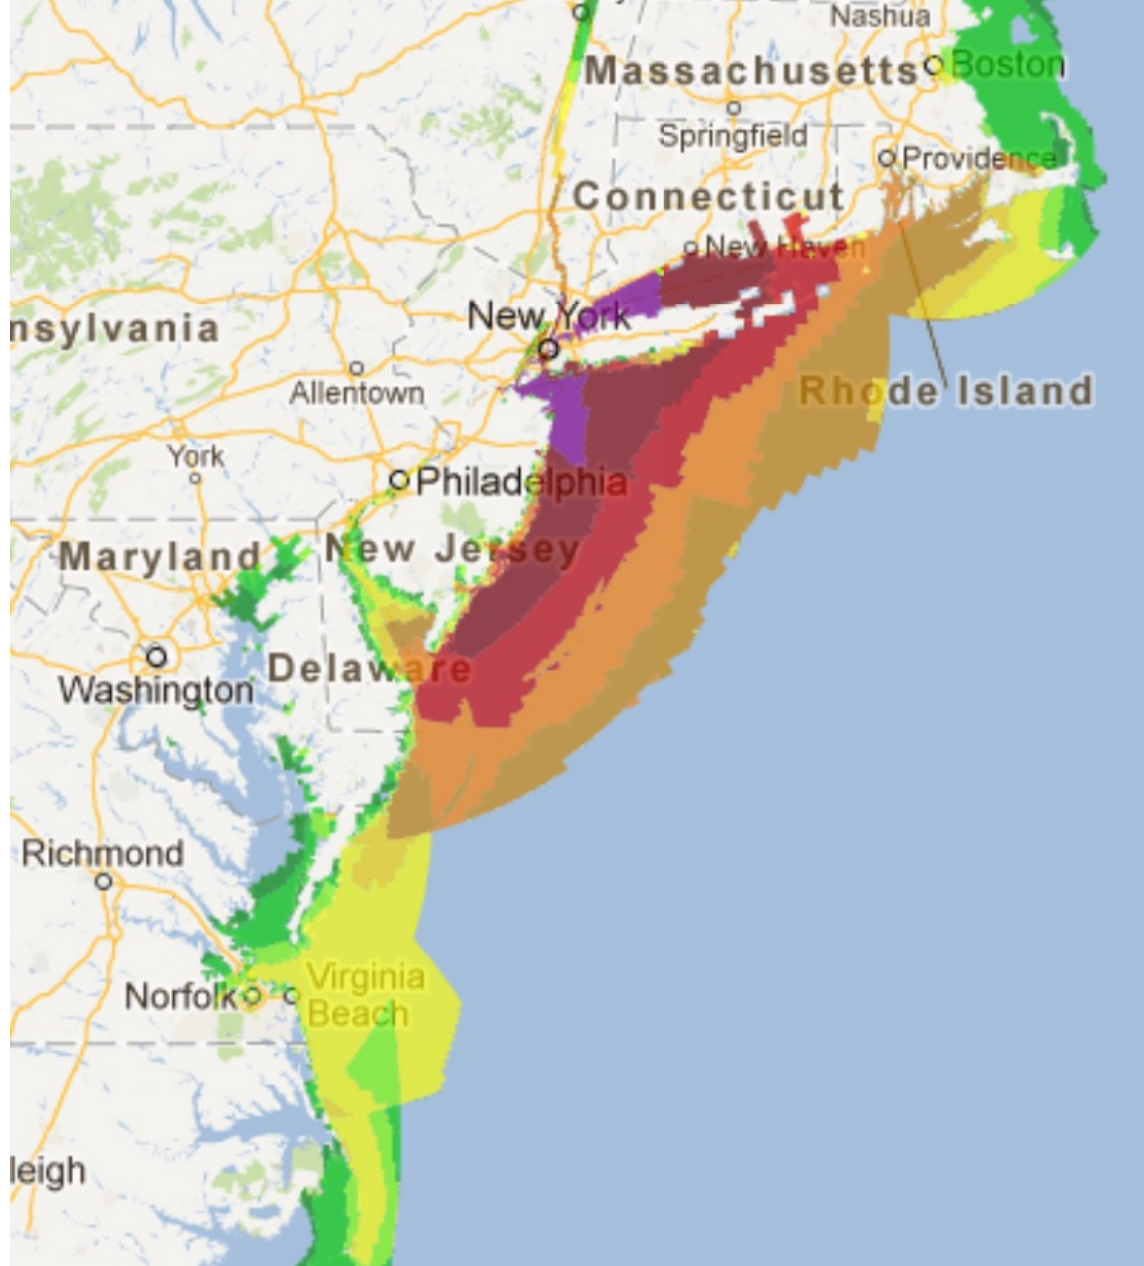 Nashua
Massachusetts
Boston
Springfield
Providence
Connecticut
New Haven
New York
nsylvania
Allentown
Rhode Island
York
Philadelphia
New Jersey
Maryland
Washington
Delaware
Richmond
Virginia
Beach
Norfolk
leigh